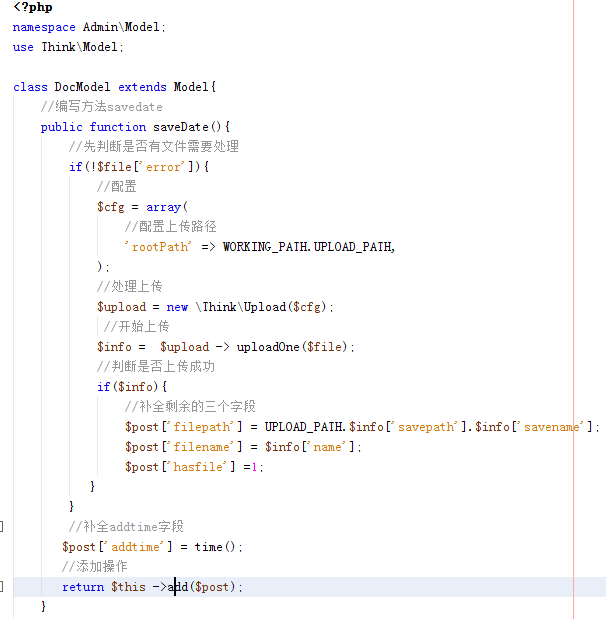 <?php
namespace Admin\Model;
use Think\Model;
class DocModel extends Model{
//编写方法savedate
public function saveDate(){
//先判断是否有文件需要处理
if(!$file['error']){
//配置
$cfg = array(
//配置上传路径
'rootPath' => WORKING_PATH.UPLOAD_PATH,
);
//处理上传
$upload = new \Think\Upload($cfg);
//开始上传
$info =  $upload -> uploadOne($file);
//判断是否上传成功
if($info){
//补全剩余的三个字段
$post['filepath'] = UPLOAD_PATH.$info['savepath'].$info['savename'];
$post['filename'] = $info['name'];
$post['hasfile'] =1;
}
}
//补全addtime字段
$post['addtime'] = time();
//添加操作
return $this ->add($post);
}